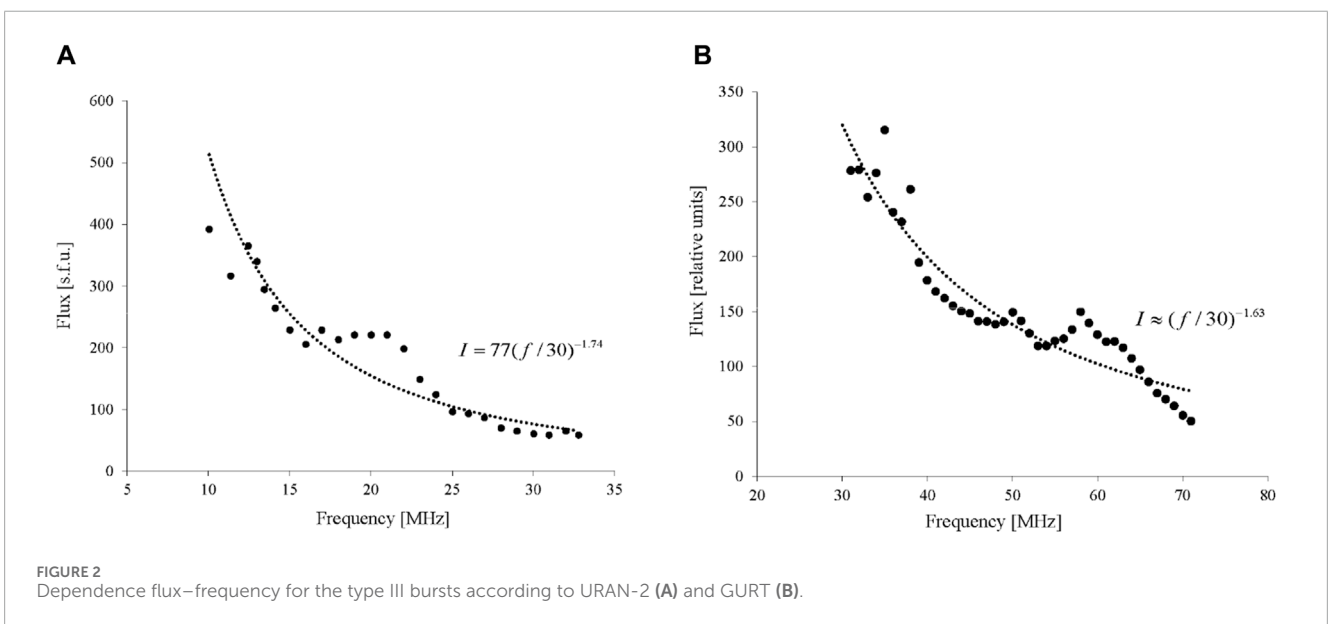 A
600
500
400
300
200
100
0
Flux [s.f.u.]
I = 77(f / 30)^−1.74
5 10 15 20 25 30 35
Frequency [MHz]
B
350
300
250
200
150
100
50
0
Flux [relative units]
I ≈ (f / 30)^−1.63
20 30 40 50 60 70 80
Frequency [MHz]
FIGURE 2
Dependence flux–frequency for the type III bursts according to URAN-2 (A) and GURT (B).